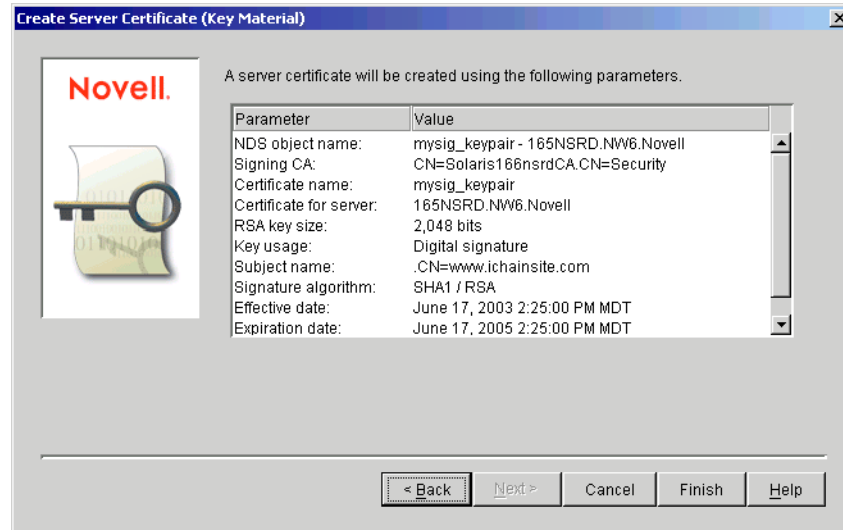 Create Server Certificate (Key Material)
Novell.
A server certificate will be created using the following parameters.
Parameter Value
NDS object name: mysig_keypair - 165NSRD.NW6.Novell
Signing CA: CN=Solaris166nsrdCA.CN=Security
Certificate name: mysig_keypair
Certificate for server: 165NSRD.NW6.Novell
RSA key size: 2,048 bits
Key usage: Digital signature
Subject name: .CN=www.ichainsite.com
Signature algorithm: SHA1 / RSA
Effective date: June 17, 2003 2:25:00 PM MDT
Expiration date: June 17, 2005 2:25:00 PM MDT
< Back Next > Cancel Finish Help